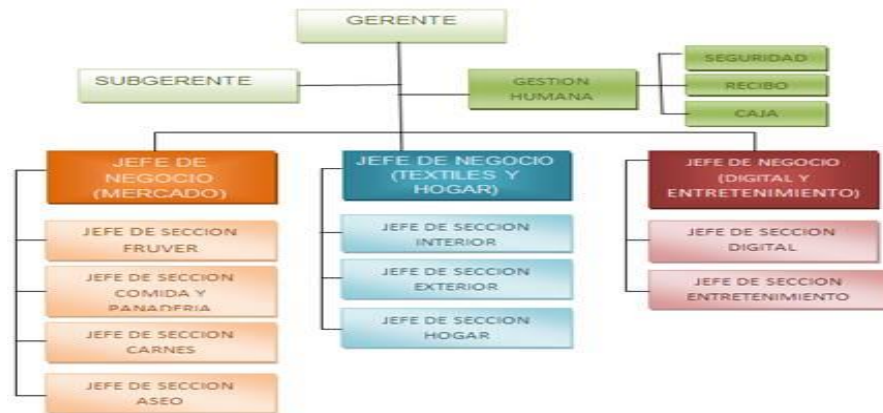 GERENTE
SUBGERENTE
GESTION
HUMANA
SEGURIDAD
RECIBO
CAJA
JEFE DE
NEGOCIO
(MERCADO)
JEFE DE SECCION
FRUVER
JEFE DE SECCION
COMIDA Y
PANADERIA
JEFE DE SECCION
CARNES
JEFE DE SECCION
ASEO
JEFE DE NEGOCIO
(TEXTILES Y
HOGAR)
JEFE DE SECCION
INTERIOR
JEFE DE SECCION
EXTERIOR
JEFE DE SECCION
HOGAR
JEFE DE NEGOCIO
(DIGITAL Y
ENTRETENIMIENTO)
JEFE DE SECCION
DIGITAL
JEFE DE SECCION
ENTRETENIMIENTO